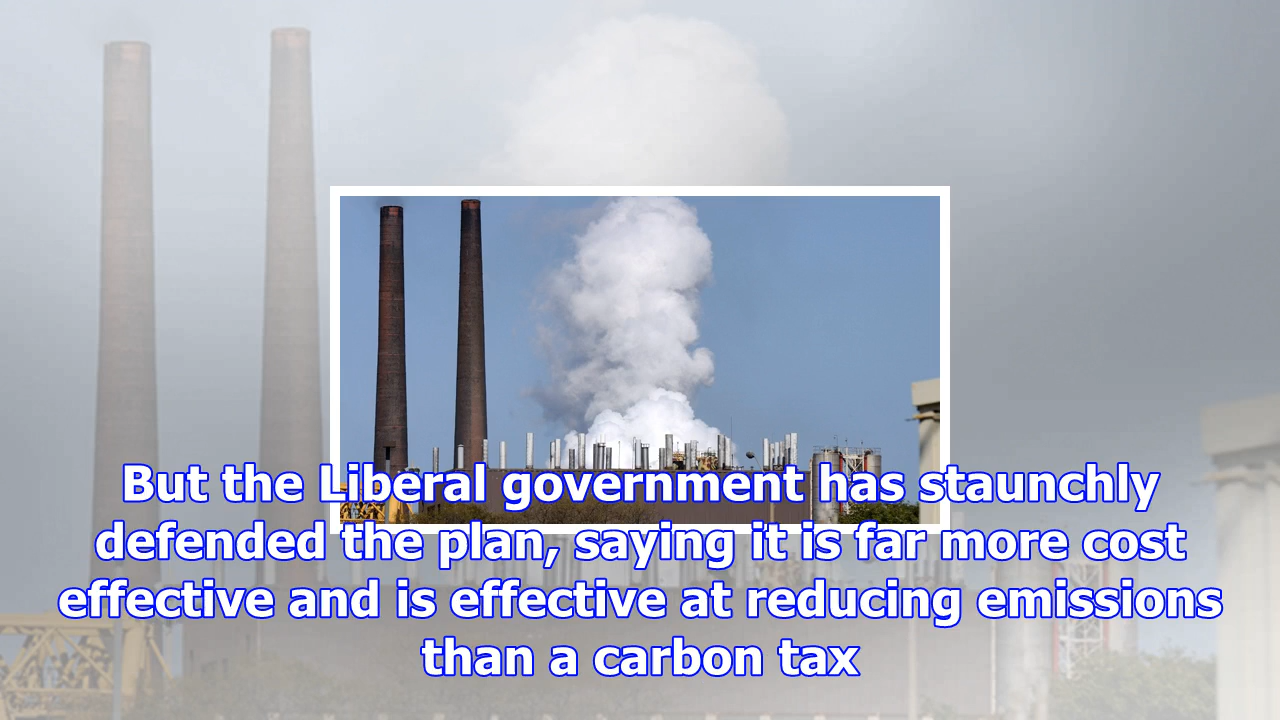 But the Liberal government has staunchly
defended the plan, saying it is far more cost
effective and is effective at reducing emissions
than a carbon tax